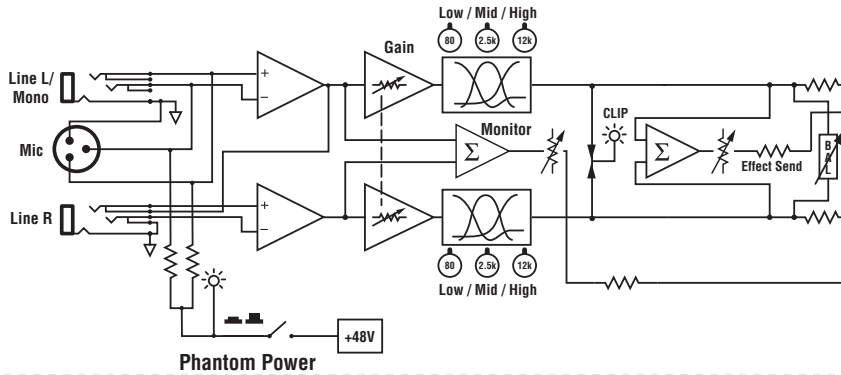 Low / Mid / High
80 2.5k 12k
Gain
Line L/
Mono
+
−
CLIP
Monitor
Σ
Σ
Mic
Effect Send
BAL
Line R
+
−
80 2.5k 12k
Low / Mid / High
+48V
Phantom Power